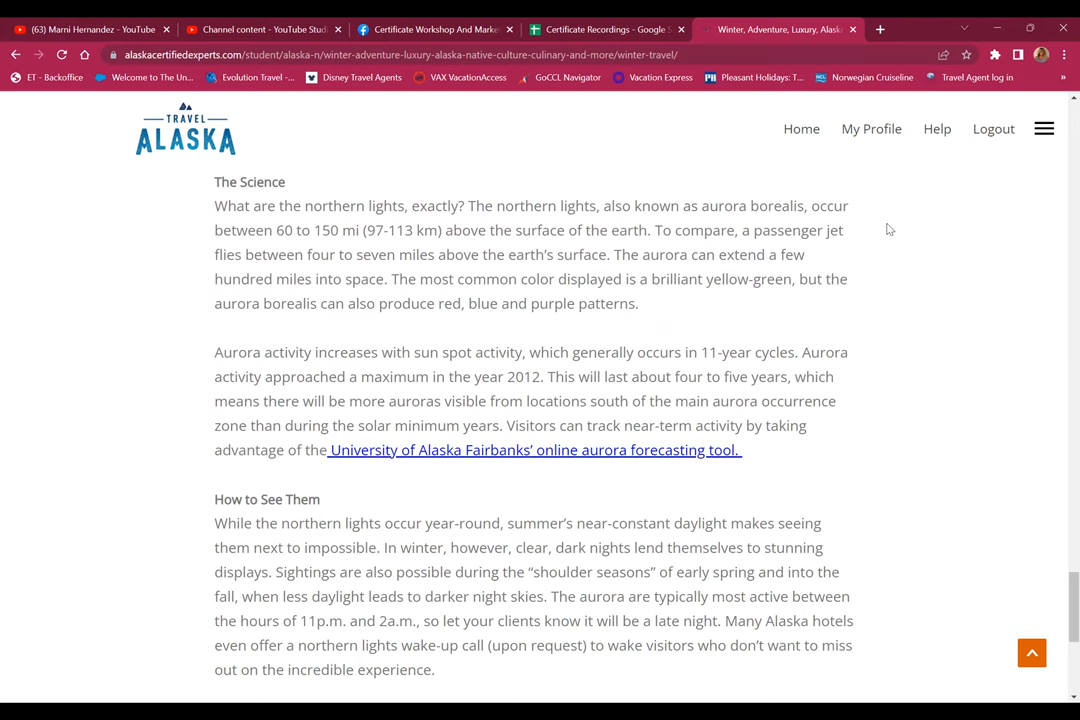 (63) Marni Hernandez - YouTube
Channel content - YouTube Stud
Certificate Workshop And Marke
Certificate Recordings - Google S
Winter, Adventure, Luxury, Alaska
alaskacertifiedexperts.com/student/alaska-n/winter-adventure-luxury-alaska-native-culture-culinary-and-more/winter-travel/
ET - Backoffice
Welcome to The Un...
Evolution Travel -...
Disney Travel Agents
VAX VacationAccess
GoCCL Navigator
Vacation Express
Pleasant Holidays: T...
Norwegian Cruiseline
Travel Agent log in
TRAVEL
ALASKA
Home
My Profile
Help
Logout
The Science
What are the northern lights, exactly? The northern lights, also known as aurora borealis, occur
between 60 to 150 mi (97-113 km) above the surface of the earth. To compare, a passenger jet
flies between four to seven miles above the earth's surface. The aurora can extend a few
hundred miles into space. The most common color displayed is a brilliant yellow-green, but the
aurora borealis can also produce red, blue and purple patterns.
Aurora activity increases with sun spot activity, which generally occurs in 11-year cycles. Aurora
activity approached a maximum in the year 2012. This will last about four to five years, which
means there will be more auroras visible from locations south of the main aurora occurrence
zone than during the solar minimum years. Visitors can track near-term activity by taking
advantage of the University of Alaska Fairbanks' online aurora forecasting tool.
How to See Them
While the northern lights occur year-round, summer's near-constant daylight makes seeing
them next to impossible. In winter, however, clear, dark nights lend themselves to stunning
displays. Sightings are also possible during the “shoulder seasons” of early spring and into the
fall, when less daylight leads to darker night skies. The aurora are typically most active between
the hours of 11p.m. and 2a.m., so let your clients know it will be a late night. Many Alaska hotels
even offer a northern lights wake-up call (upon request) to wake visitors who don't want to miss
out on the incredible experience.